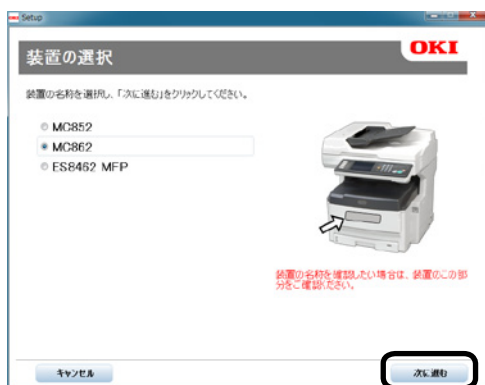 OKI Setup
装置の選択
OKI
装置の名称を選択し、「次に進む」をクリックしてください。
MC852
MC862
ES8462 MFP
装置の名称を確認したい場合は、装置のこの部
分をご確認ください。
キャンセル
次に進む